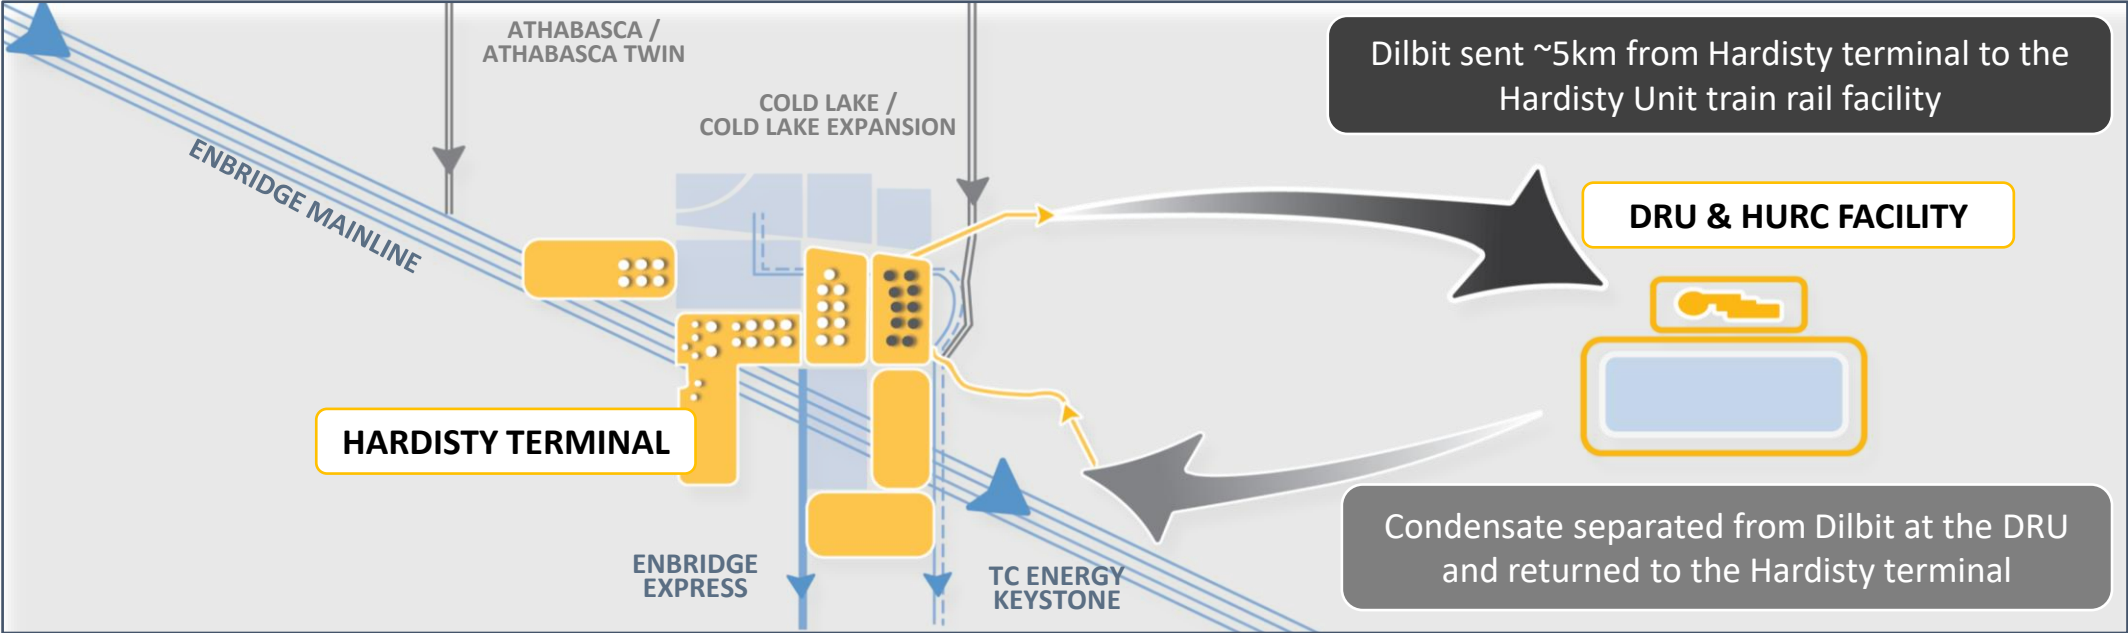 ATHABASCA /
ATHABASCA TWIN
COLD LAKE /
COLD LAKE EXPANSION
ENBRIDGE MAINLINE
Dilbit sent ~5km from Hardisty terminal to the
Hardisty Unit train rail facility
DRU & HURC FACILITY
HARDISTY TERMINAL
Condensate separated from Dilbit at the DRU
and returned to the Hardisty terminal
ENBRIDGE
EXPRESS
TC ENERGY
KEYSTONE